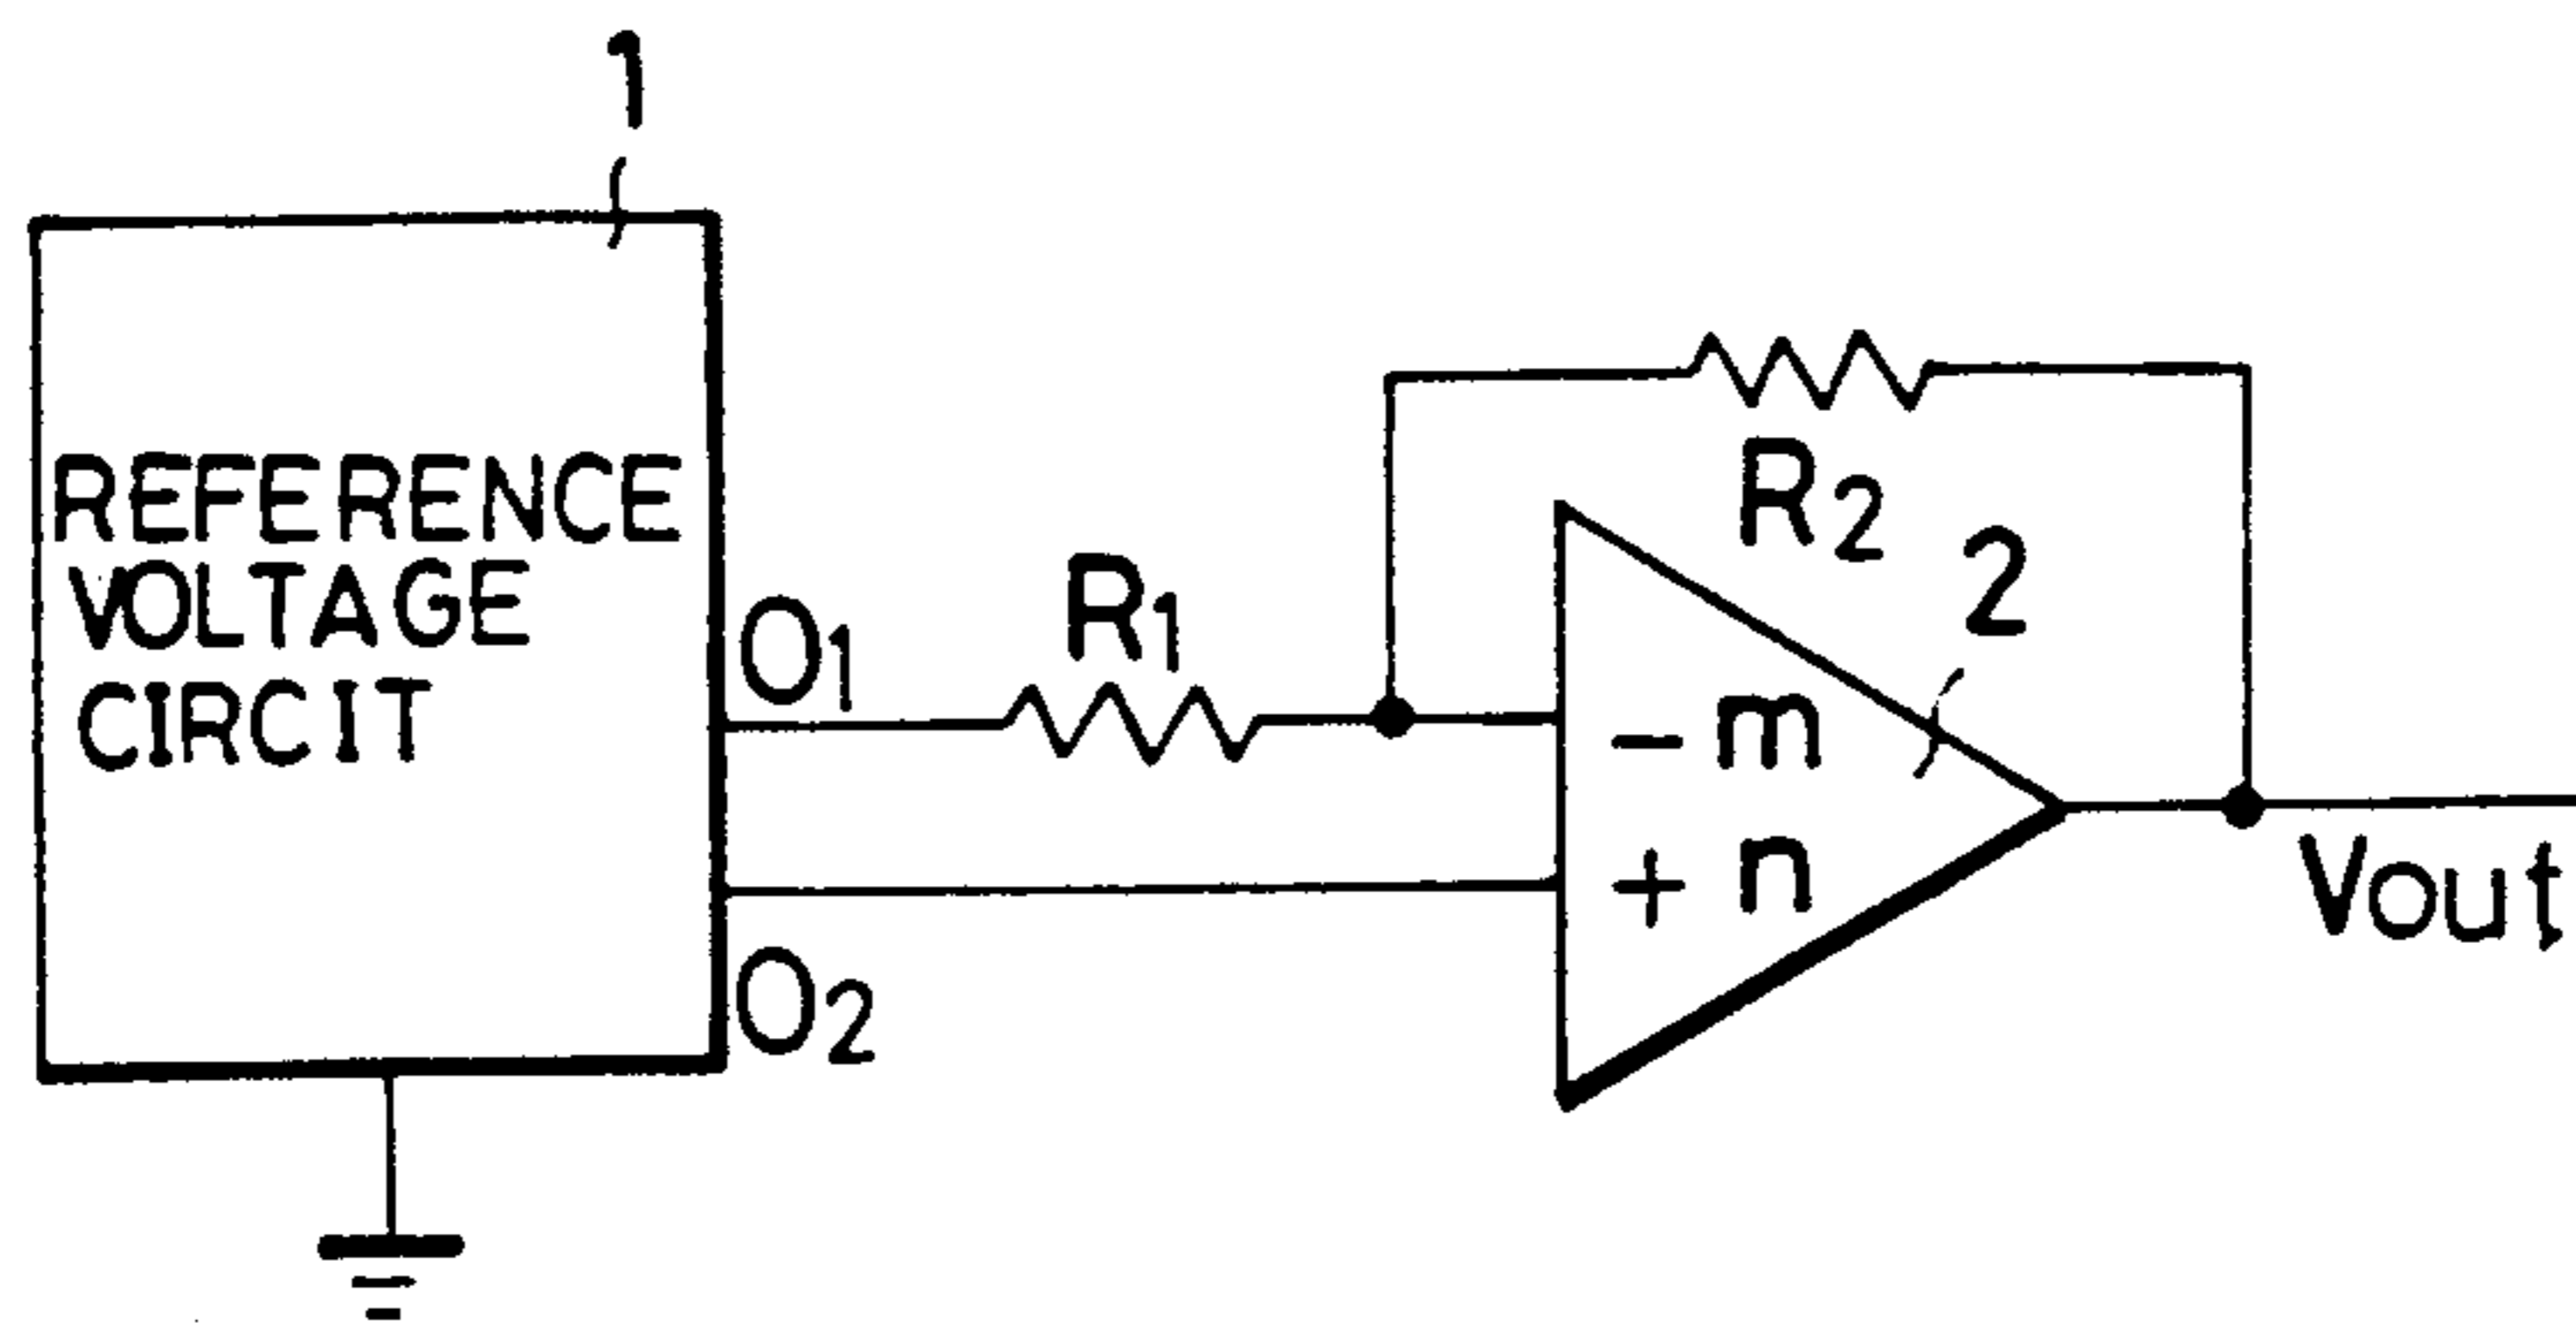 1
REFERENCE
VOLTAGE
CIRCIT
O1
R1
R2
2
- m
+ n
O2
Vout